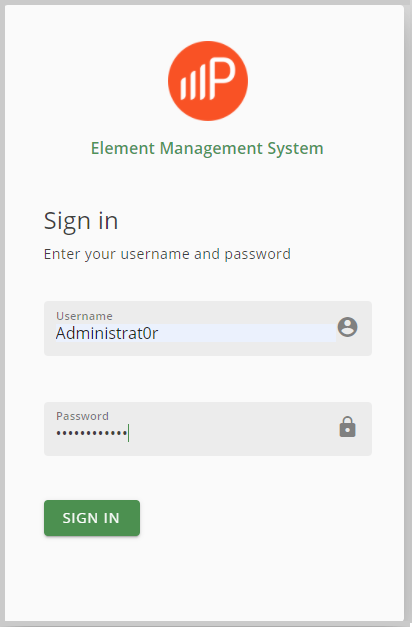 P
Element Management System
Sign in
Enter your username and password
Username
Administrat0r
Password
••••••••••••
SIGN IN